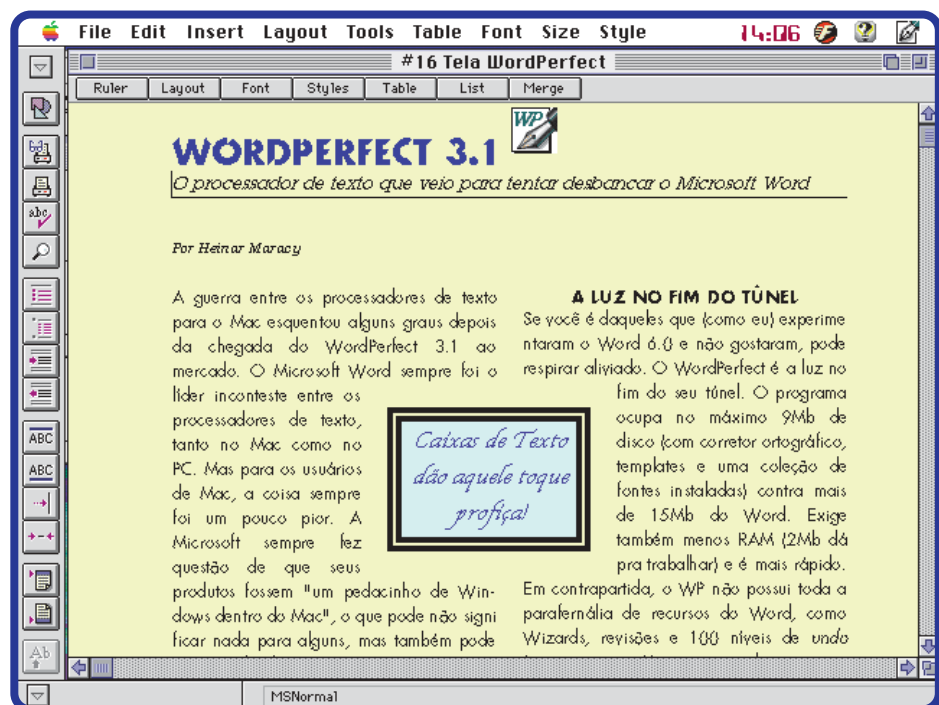 File Edit Insert Layout Tools Table Font Size Style 14:06
#16 Tela WordPerfect
Ruler Layout Font Styles Table List Merge
WP
WORDPERFECT 3.1
O processador de texto que veio para tentar desbancar o Microsoft Word
Por Heinar Maracy
A guerra entre os processadores de texto
para o Mac esquentou alguns graus depois
da chegada do WordPerfect 3.1 ao
mercado. O Microsoft Word sempre foi o
líder inconteste entre os
processadores de texto,
tanto no Mac como no
PC. Mas para os usuários
de Mac, a coisa sempre
foi um pouco pior. A
Microsoft sempre fez
questão de que seus
produtos fossem "um pedacinho de Win-
dows dentro do Mac", o que pode não signi
ficar nada para alguns, mas também pode
Caixas de Texto
dão aquele toque
profiça!
A LUZ NO FIM DO TÛNEL
Se você é daqueles que (como eu) experime
ntaram o Word 6.0 e não gostaram, pode
respirar aliviado. O WordPerfect é a luz no
fim do seu túnel. O programa
ocupa no máximo 9Mb de
disco (com corretor ortográfico,
templates e uma coleção de
fontes instaladas) contra mais
de 15Mb do Word. Exige
também menos RAM (2Mb dá
pra trabalhar) e é mais rápido.
Em contrapartida, o WP não possui toda a
parafernália de recursos do Word, como
Wizards, revisões e 100 níveis de undo
abc
ABC
ABC
Ab
MSNormal